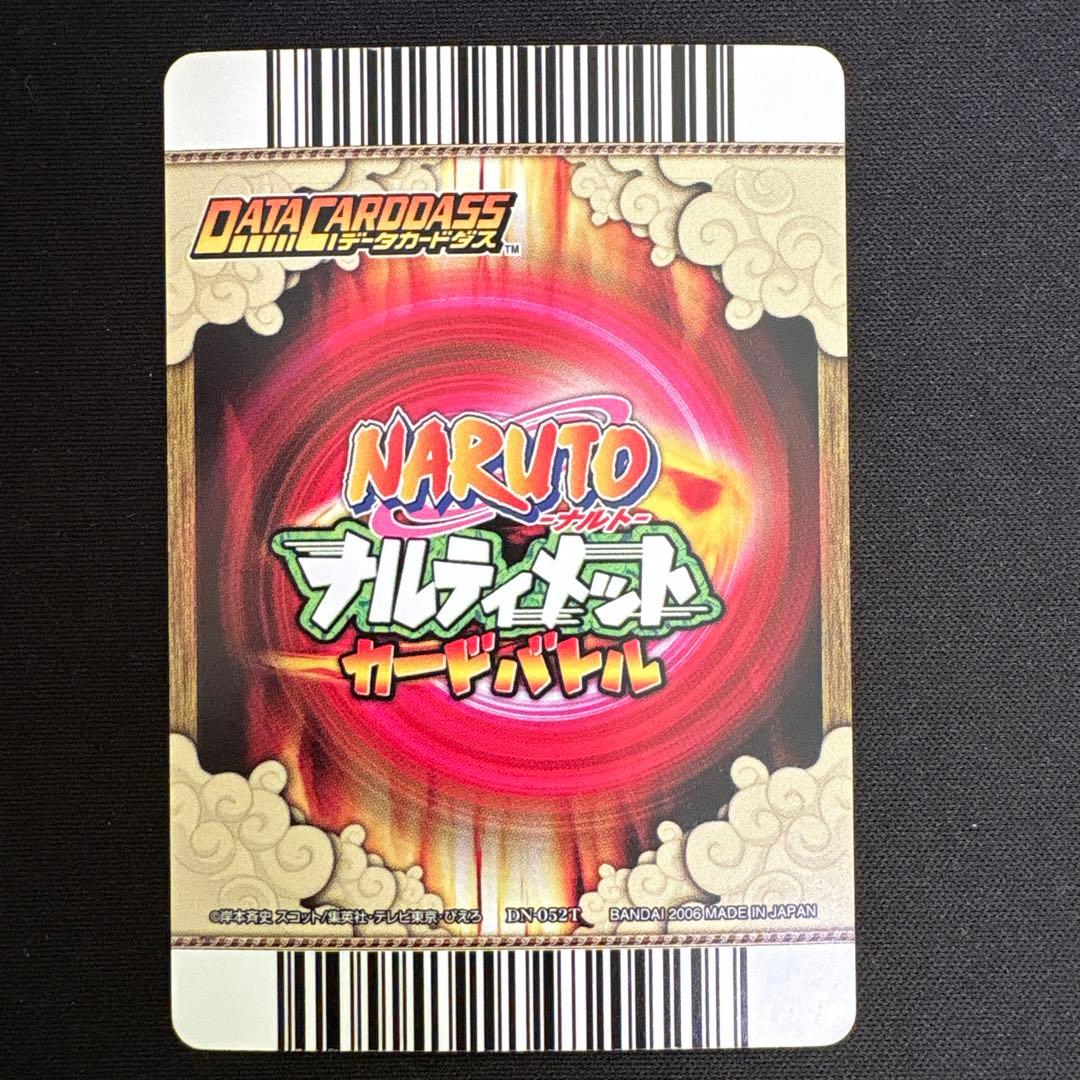 DATA CARDDASS
データカードダス™
NARUTO
-ナルト-
ナルティメット
カードバトル
©岸本斉史 スコット/集英社・テレビ東京・ぴえろ DN-052T BANDAI 2006 MADE IN JAPAN